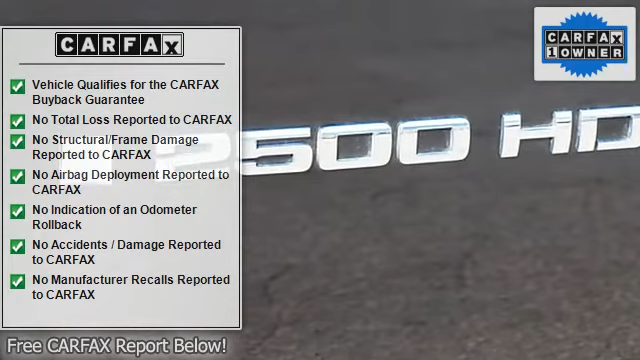 CARFAX
CARFAX
1 OWNER
Vehicle Qualifies for the CARFAX
Buyback Guarantee
No Total Loss Reported to CARFAX
No Structural/Frame Damage
Reported to CARFAX
No Airbag Deployment Reported to
CARFAX
No Indication of an Odometer
Rollback
No Accidents / Damage Reported
to CARFAX
No Manufacturer Recalls Reported
to CARFAX
2500 HD
Free CARFAX Report Below!